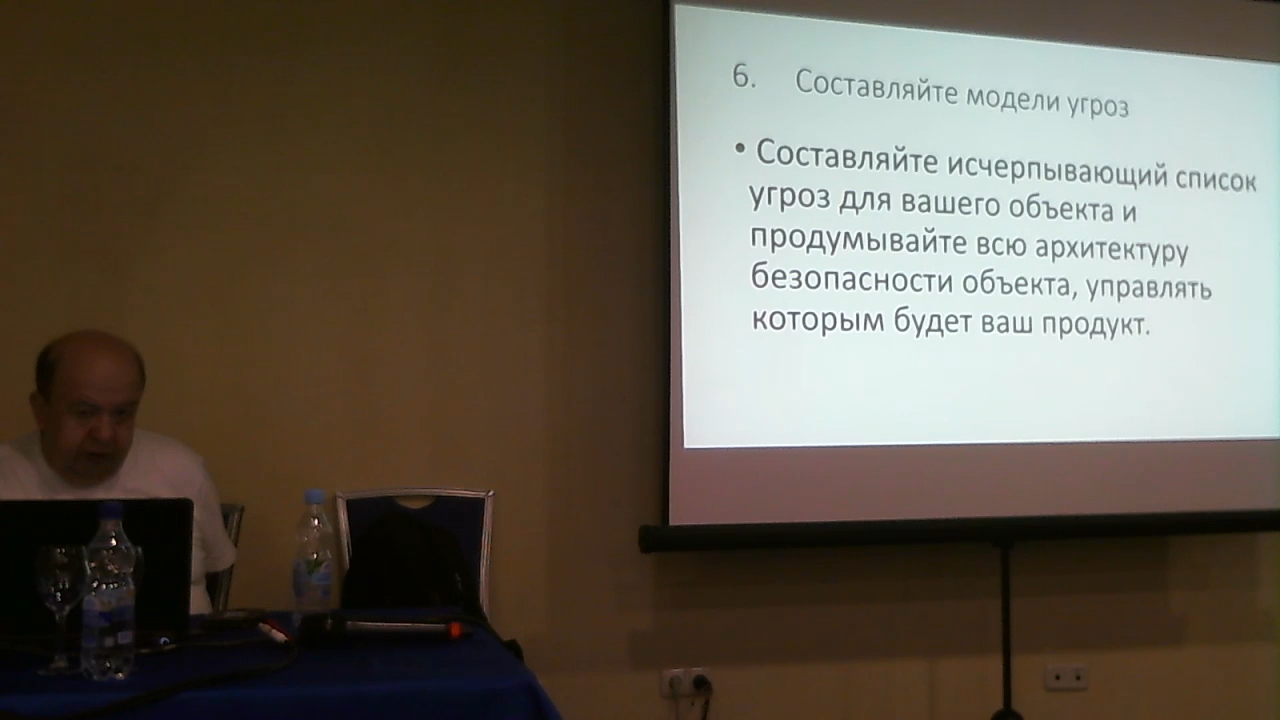 6. Составляйте модели угроз
• Составляйте исчерпывающий список
угроз для вашего объекта и
продумывайте всю архитектуру
безопасности объекта, управлять
которым будет ваш продукт.